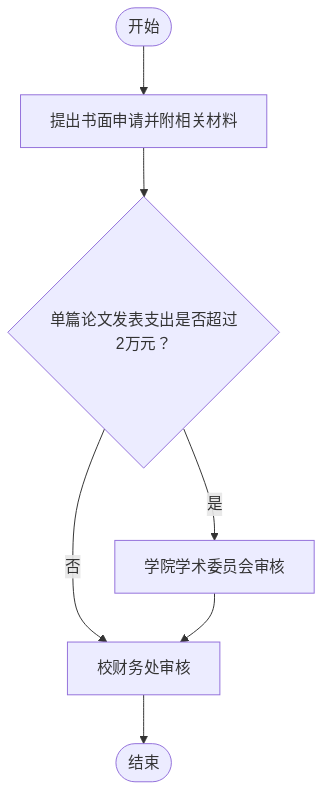 开始
提出书面申请并附相关材料
单篇论文发表支出是否超过
2万元？
是
否
学院学术委员会审核
校财务处审核
结束